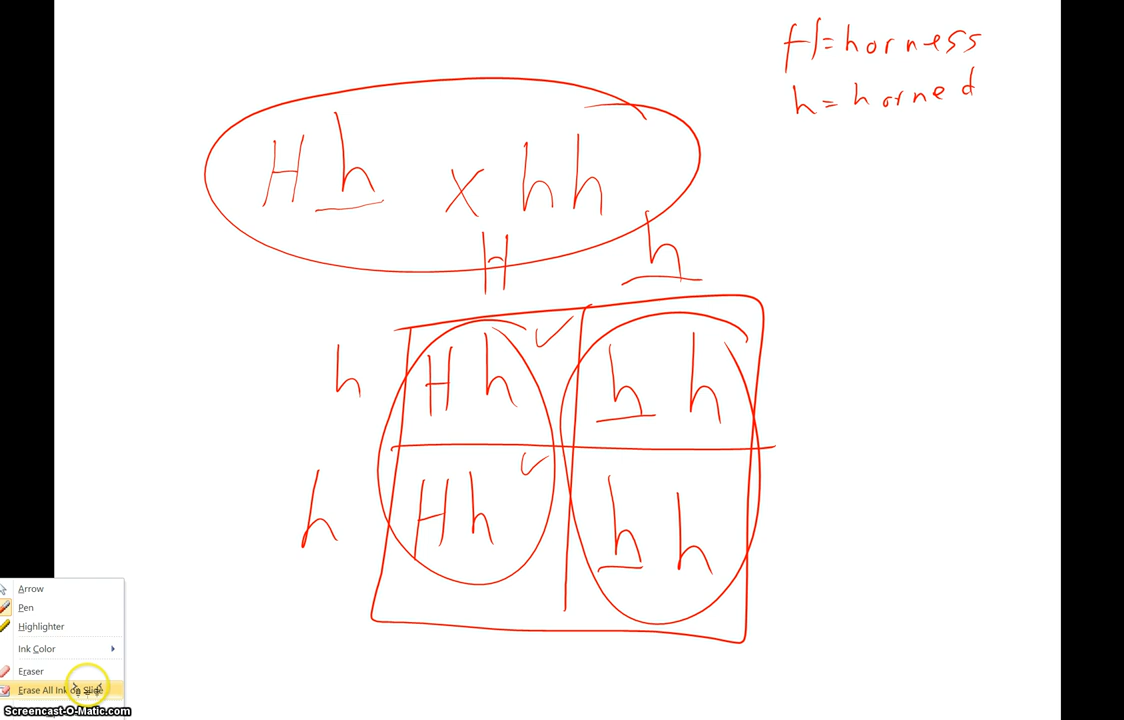 H=horness
h=horned
Hh x hh
H h
h Hh hh
h Hh hh
Arrow
Pen
Highlighter
Ink Color
Eraser
Erase All Ink on Slide
Screencast-O-Matic.com